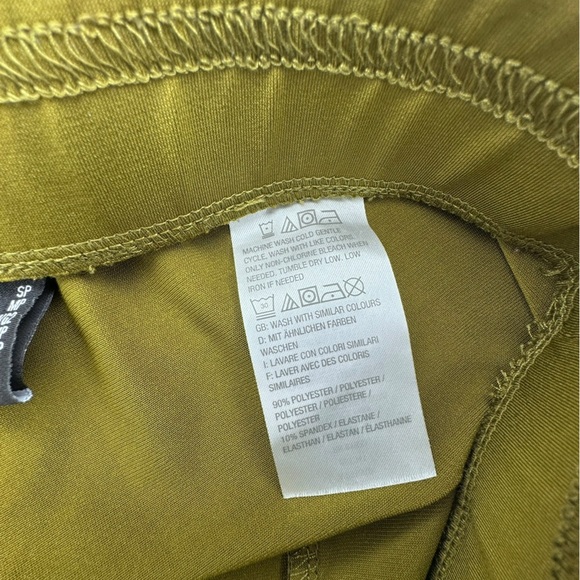 MACHINE WASH COLD GENTLE
CYCLE, WASH WITH LIKE COLORS,
ONLY NON-CHLORINE BLEACH WHEN
NEEDED. TUMBLE DRY LOW. LOW
IRON IF NEEDED
30
GB: WASH WITH SIMILAR COLOURS
D: MIT ÄHNLICHEN FARBEN
WASCHEN
I: LAVARE CON COLORI SIMILARI
F: LAVER AVEC DES COLORIS
SIMILAIRES
90% POLYESTER / POLYESTER /
POLYESTER / POLIESTERE /
POLYESTER
10% SPANDEX / ELASTANE /
ELASTHAN / ELASTAN / ÉLASTHANNE